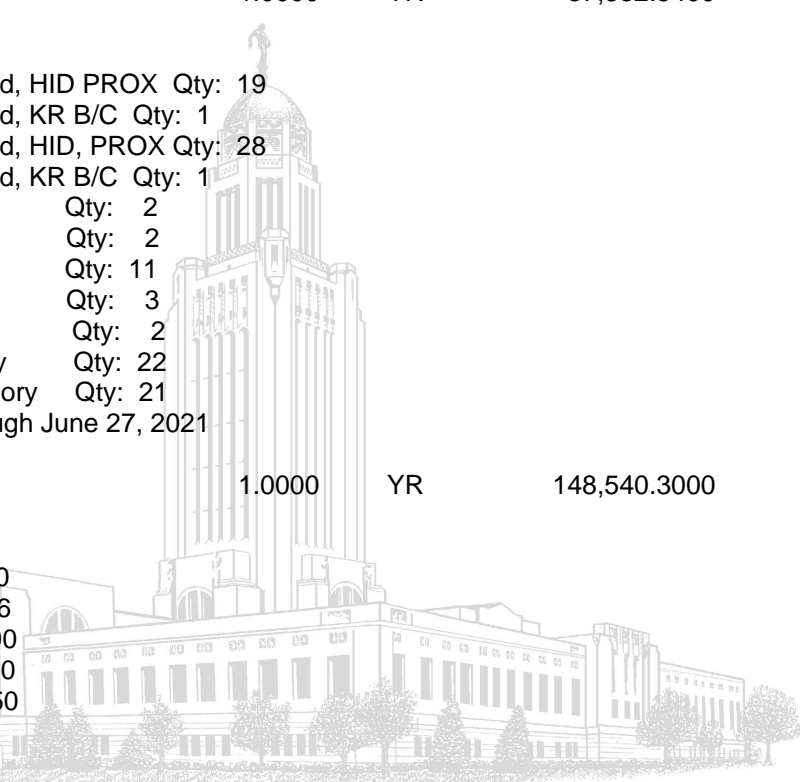 d, HID PROX Qty: 19
d, KR B/C Qty: 1
d, HID, PROX Qty: 28
d, KR B/C Qty: 1
Qty: 2
Qty: 2
Qty: 11
Qty: 3
Qty: 2
y Qty: 22
ory Qty: 21
ugh June 27, 2021
1.0000 YR 148,540.3000
0
6
00
0
50